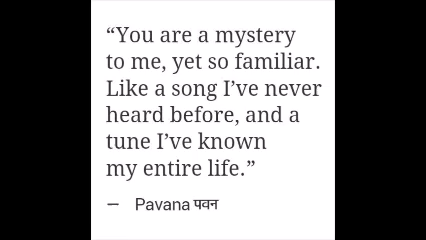 “You are a mystery
to me, yet so familiar.
Like a song I’ve never
heard before, and a
tune I’ve known
my entire life.”
— Pavana पवन